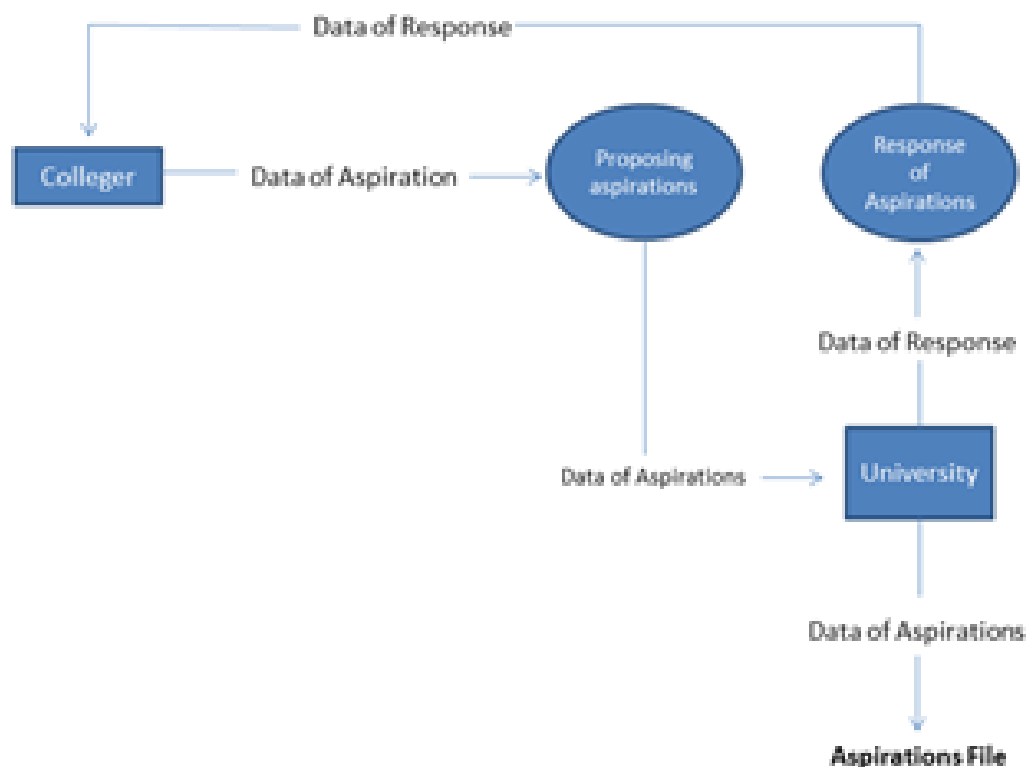 Data of Response
Colleger
Data of Aspiration
Proposing
aspirations
Response
of
Aspirations
Data of Response
Data of Aspirations
University
Data of Aspirations
Aspirations File